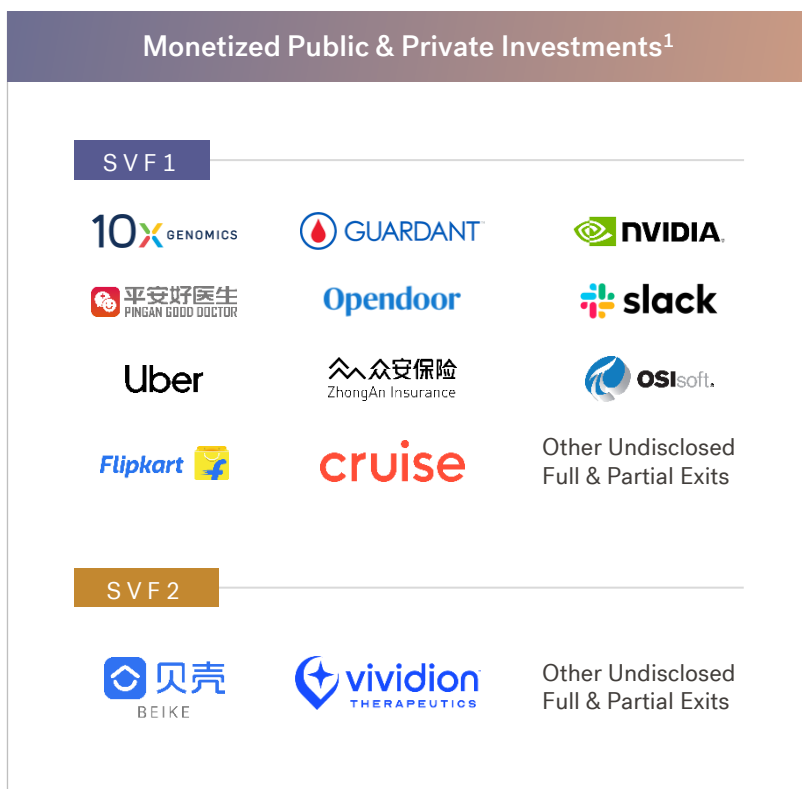 Monetized Public & Private Investments¹
SVF1
10x GENOMICS
GUARDANT
NVIDIA.
平安好医生
PINGAN GOOD DOCTOR
Opendoor
slack
Uber
众安保险
ZhongAn Insurance
OSIsoft.
Flipkart
cruise
Other Undisclosed
Full & Partial Exits
SVF2
贝壳
BEIKE
vividion
THERAPEUTICS
Other Undisclosed
Full & Partial Exits